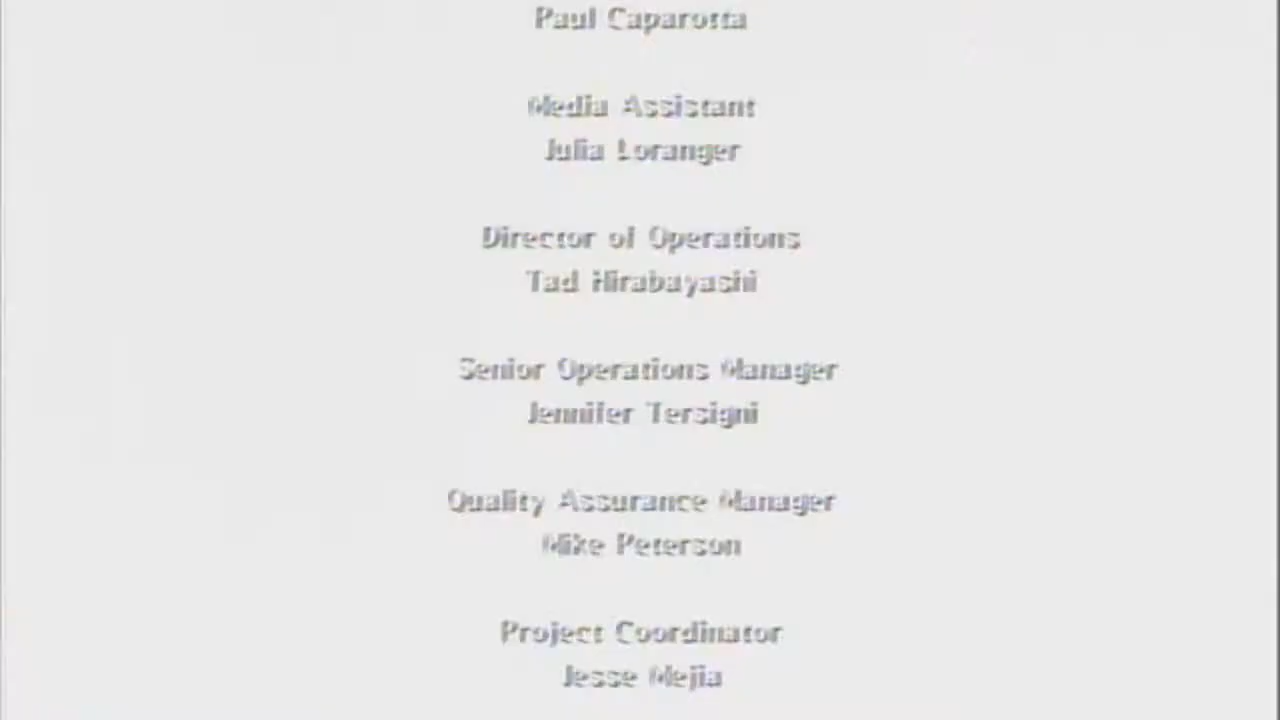 Paul Caparotta
Media Assistant
Julia Loranger
Director of Operations
Tad Hirabayashi
Senior Operations Manager
Jennifer Tersigni
Quality Assurance Manager
Mike Peterson
Project Coordinator
Jesse Mejia